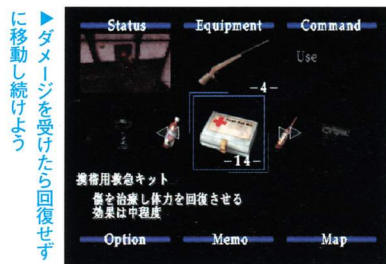 ▶ダメージを受けたら回復せず
に移動し続けよう
Status
Equipment
Command
Use
-4-
-14-
携帯用救急キット
傷を治療し体力を回復させる
効果は中程度
Option
Memo
Map